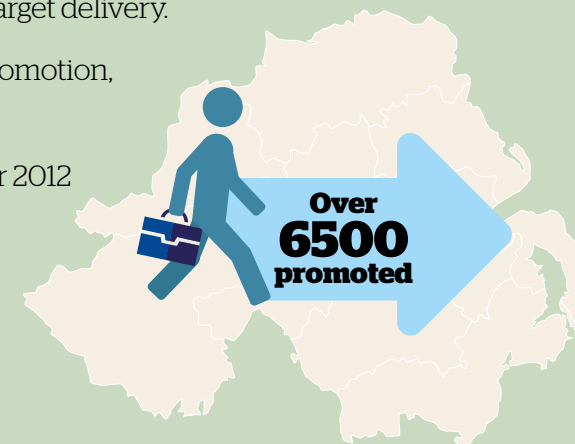 arget delivery.
omotion,
r 2012
Over
6500
promoted